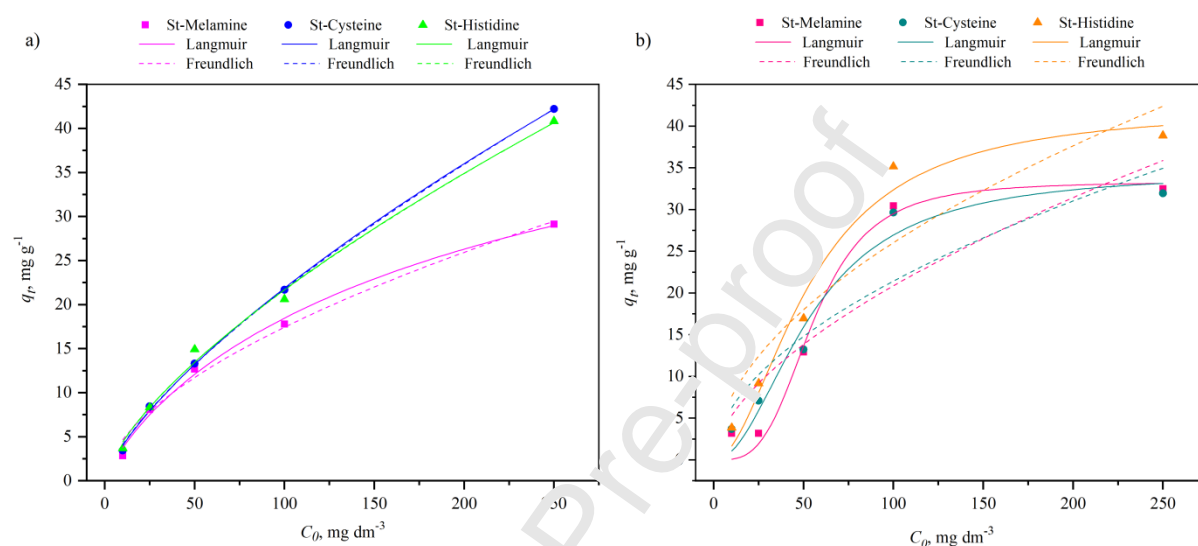 a)
St-Melamine St-Cysteine St-Histidine
Langmuir Langmuir Langmuir
Freundlich Freundlich Freundlich
45
40
35
30
25
20
15
10
5
0
0 50 100 150 200 250
qt, mg g-1
C0, mg dm-3
b)
St-Melamine St-Cysteine St-Histidine
Langmuir Langmuir Langmuir
Freundlich Freundlich Freundlich
45
40
35
30
25
20
15
10
5
0 50 100 150 200 250
qt, mg g-1
C0, mg dm-3
Pre-proof